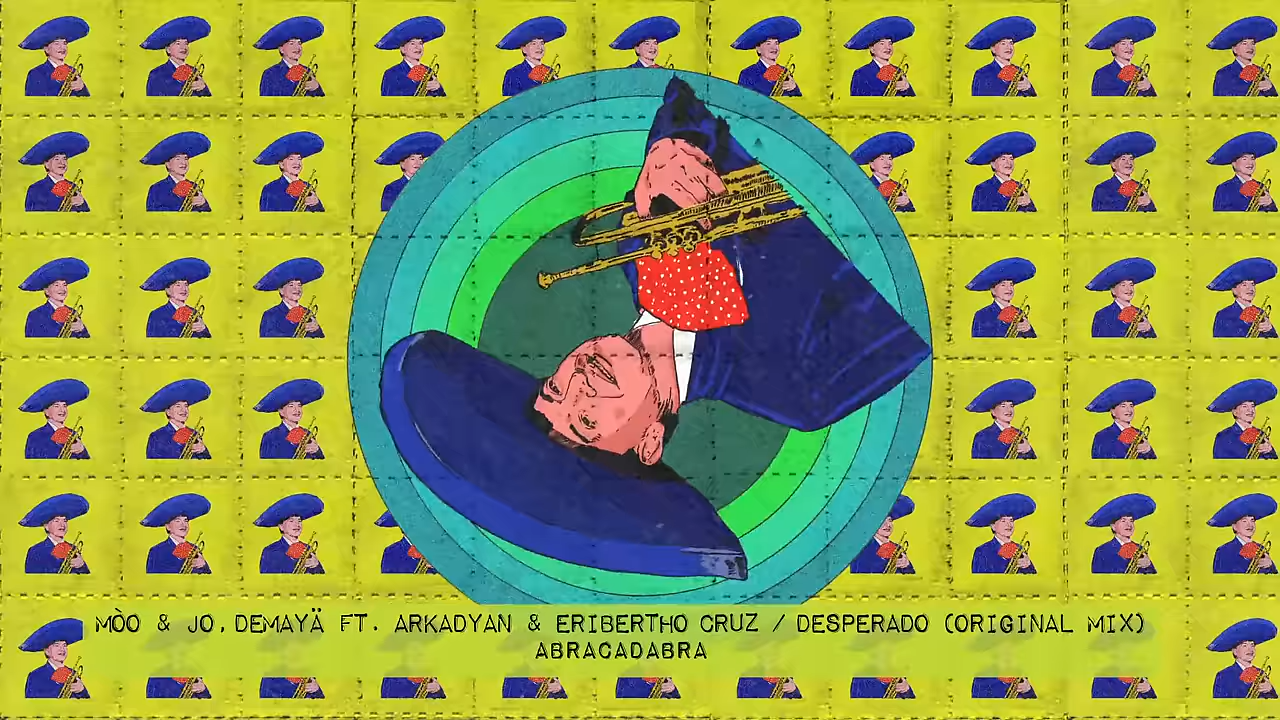 MÒO & JO.DEMAYÄ FT. ARKADYAN & ERIBERTHO CRUZ / DESPERADO (ORIGINAL MIX)
ABRACADABRA